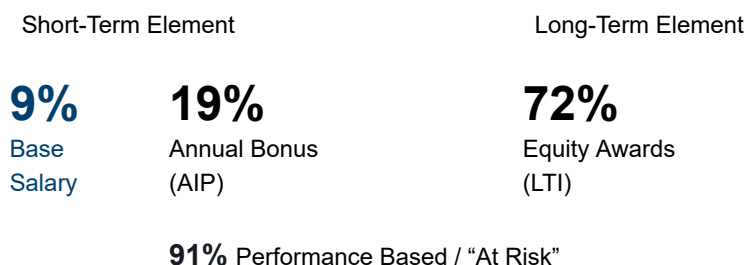 Short-Term Element Long-Term Element
9% 19% 72%
Base Annual Bonus Equity Awards
Salary (AIP) (LTI)
91% Performance Based / “At Risk”